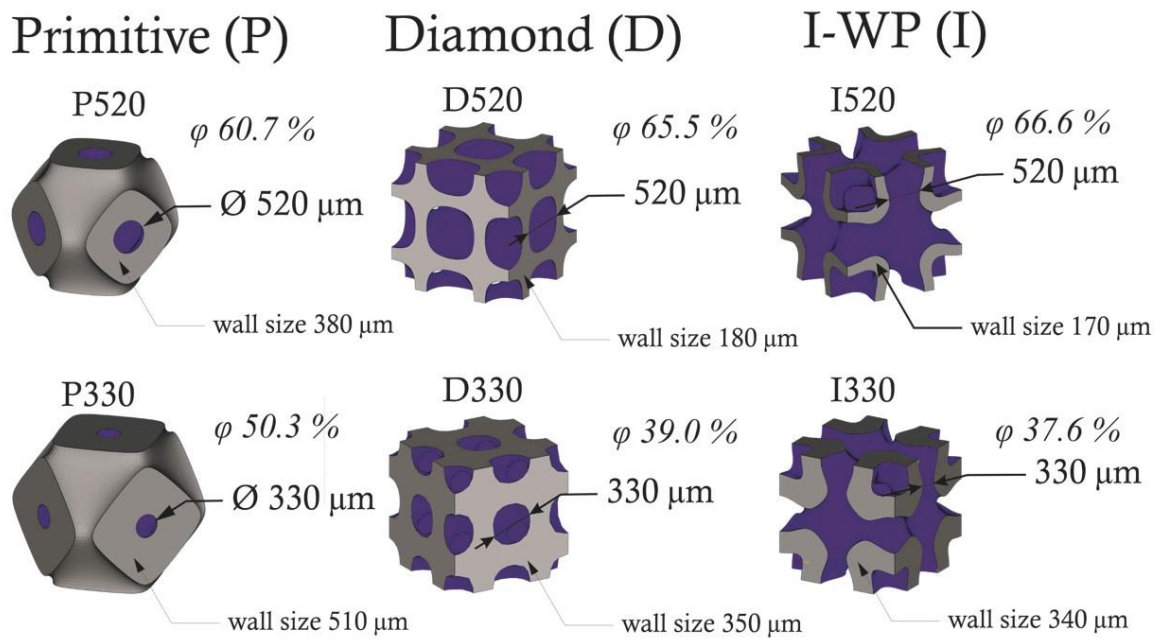 Primitive (P)
Diamond (D)
I-WP (I)
P520
φ 60.7 %
Ø 520 μm
wall size 380 μm
D520
φ 65.5 %
520 μm
wall size 180 μm
I520
φ 66.6 %
520 μm
wall size 170 μm
P330
φ 50.3 %
Ø 330 μm
wall size 510 μm
D330
φ 39.0 %
330 μm
wall size 350 μm
I330
φ 37.6 %
330 μm
wall size 340 μm